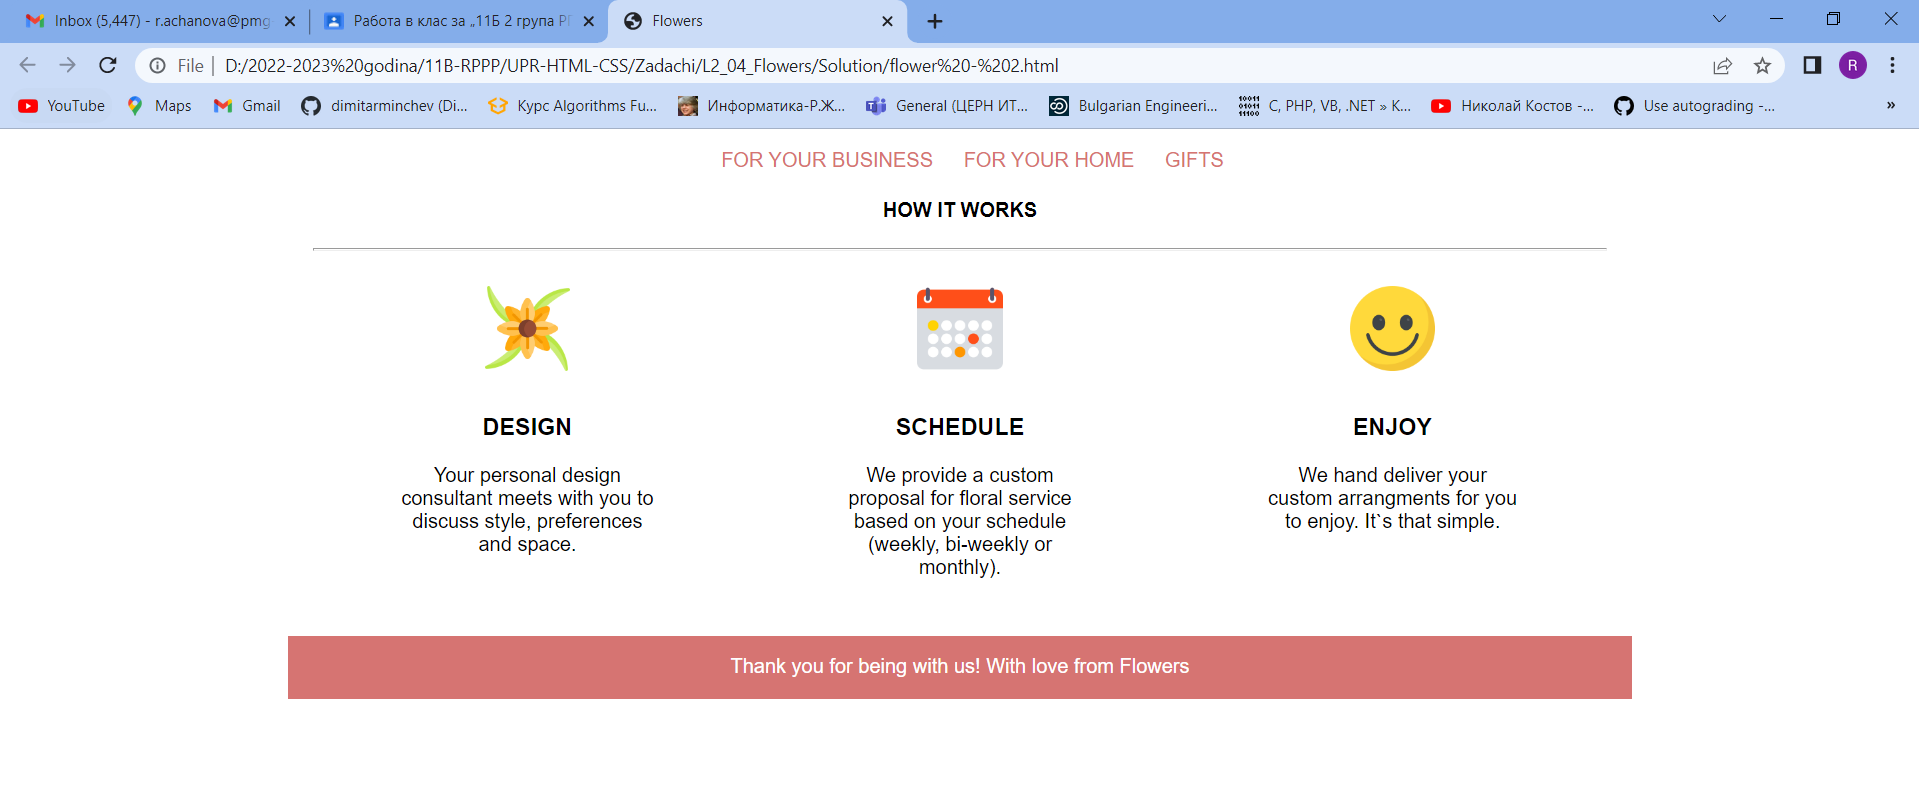 Inbox (5,447) - r.achanova@pmg
Работа в клас за „11Б 2 група РП
Flowers
File | D:/2022-2023%20godina/11B-RPPP/UPR-HTML-CSS/Zadachi/L2_04_Flowers/Solution/flower%20-%202.html
R
YouTube Maps Gmail dimitarminchev (Di... Курс Algorithms Fu... Информатика-Р.Ж... General (ЦЕРН ИТ... Bulgarian Engineeri... C, PHP, VB, .NET » К... Николай Костов -... Use autograding -... »
FOR YOUR BUSINESS FOR YOUR HOME GIFTS
HOW IT WORKS
DESIGN
Your personal design
consultant meets with you to
discuss style, preferences
and space.
SCHEDULE
We provide a custom
proposal for floral service
based on your schedule
(weekly, bi-weekly or
monthly).
ENJOY
We hand deliver your
custom arrangments for you
to enjoy. It`s that simple.
Thank you for being with us! With love from Flowers